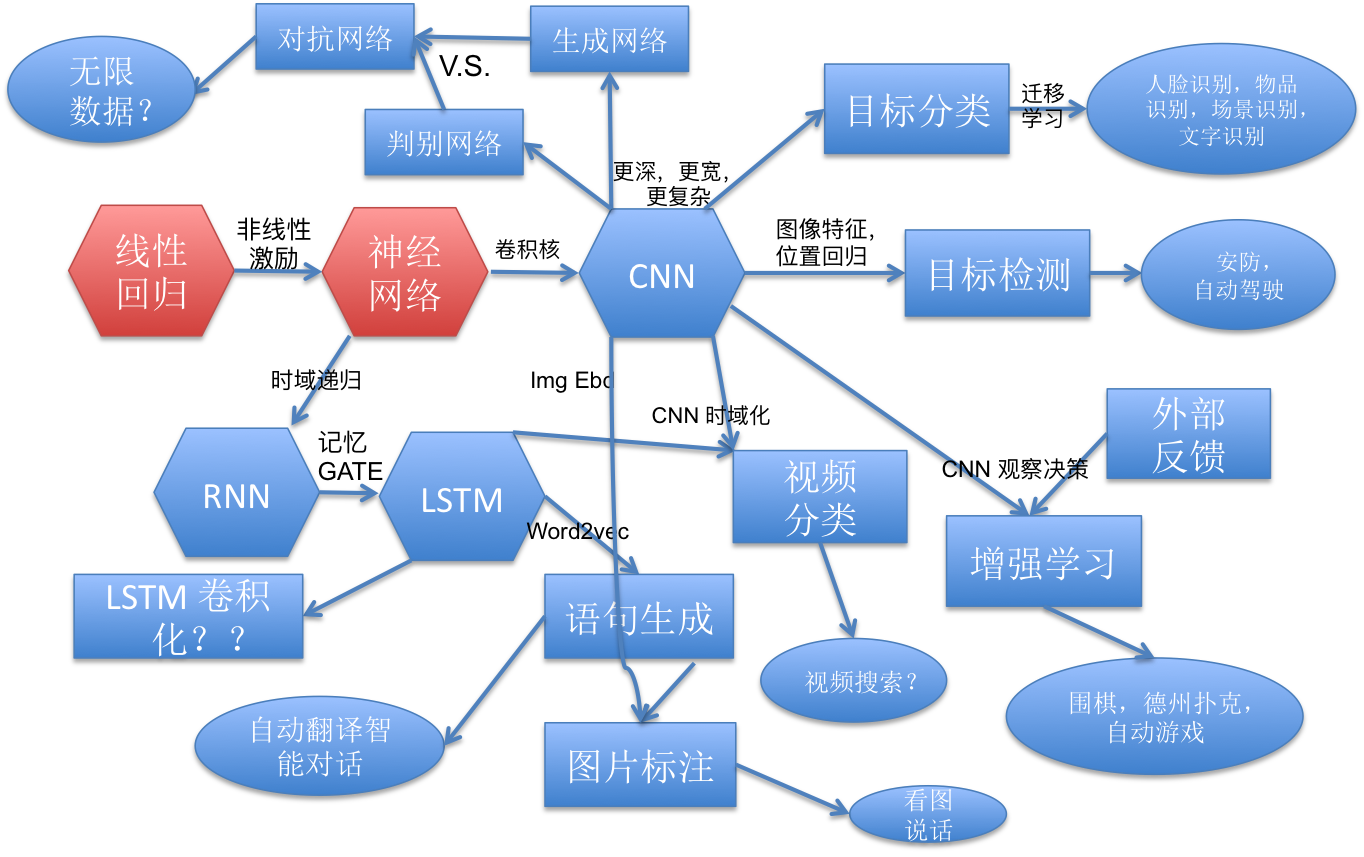 对抗网络
生成网络
无限
数据？
V.S.
判别网络
目标分类
迁移
学习
人脸识别，物品
识别，场景识别，
文字识别
更深，更宽，
更复杂
线性
回归
非线性
激励
神经
网络
卷积核
CNN
图像特征，
位置回归
目标检测
安防，
自动驾驶
时域递归
Img Ebd
CNN 时域化
外部
反馈
RNN
记忆
GATE
LSTM
视频
分类
CNN 观察决策
Word2vec
增强学习
LSTM 卷积
化？？
语句生成
视频搜索？
围棋，德州扑克，
自动游戏
自动翻译智
能对话
图片标注
看图
说话